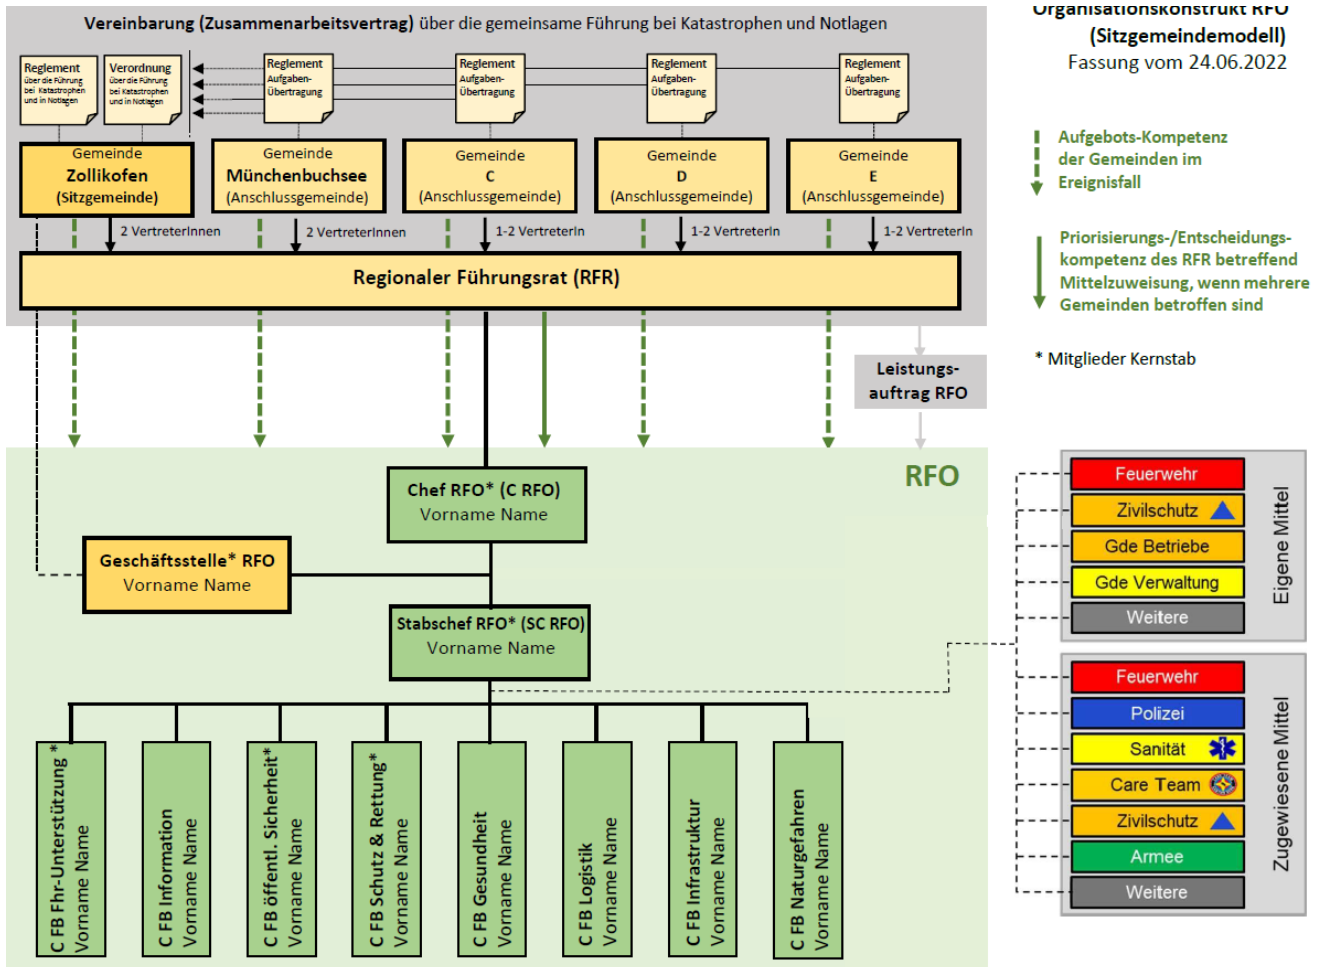 Vereinbarung (Zusammenarbeitsvertrag) über die gemeinsame Führung bei Katastrophen und Notlagen
Organisationskonstrukt RFO
(Sitzgemeindemodell)
Fassung vom 24.06.2022
Reglement
über die Führung
bei Katastrophen
und in Notlagen
Verordnung
über die Führung
bei Katastrophen
und in Notlagen
Reglement
Aufgaben-
Übertragung
Reglement
Aufgaben-
Übertragung
Reglement
Aufgaben-
Übertragung
Reglement
Aufgaben-
Übertragung
Gemeinde
Zollikofen
(Sitzgemeinde)
Gemeinde
Münchenbuchsee
(Anschlussgemeinde)
Gemeinde
C
(Anschlussgemeinde)
Gemeinde
D
(Anschlussgemeinde)
Gemeinde
E
(Anschlussgemeinde)
2 VertreterInnen
2 VertreterInnen
1-2 VertreterIn
1-2 VertreterIn
1-2 VertreterIn
Regionaler Führungsrat (RFR)
Aufgebots-Kompetenz
der Gemeinden im
Ereignisfall
Priorisierungs-/Entscheidungs-
kompetenz des RFR betreffend
Mittelzuweisung, wenn mehrere
Gemeinden betroffen sind
* Mitglieder Kernstab
Leistungs-
auftrag RFO
RFO
Chef RFO* (C RFO)
Vorname Name
Geschäftsstelle* RFO
Vorname Name
Stabschef RFO* (SC RFO)
Vorname Name
C FB Fhr-Unterstützung *
Vorname Name
C FB Information
Vorname Name
C FB öffentl. Sicherheit*
Vorname Name
C FB Schutz & Rettung*
Vorname Name
C FB Gesundheit
Vorname Name
C FB Logistik
Vorname Name
C FB Infrastruktur
Vorname Name
C FB Naturgefahren
Vorname Name
Feuerwehr
Zivilschutz
Gde Betriebe
Gde Verwaltung
Weitere
Eigene Mittel
Feuerwehr
Polizei
Sanität
Care Team
Zivilschutz
Armee
Weitere
Zugewiesene Mittel